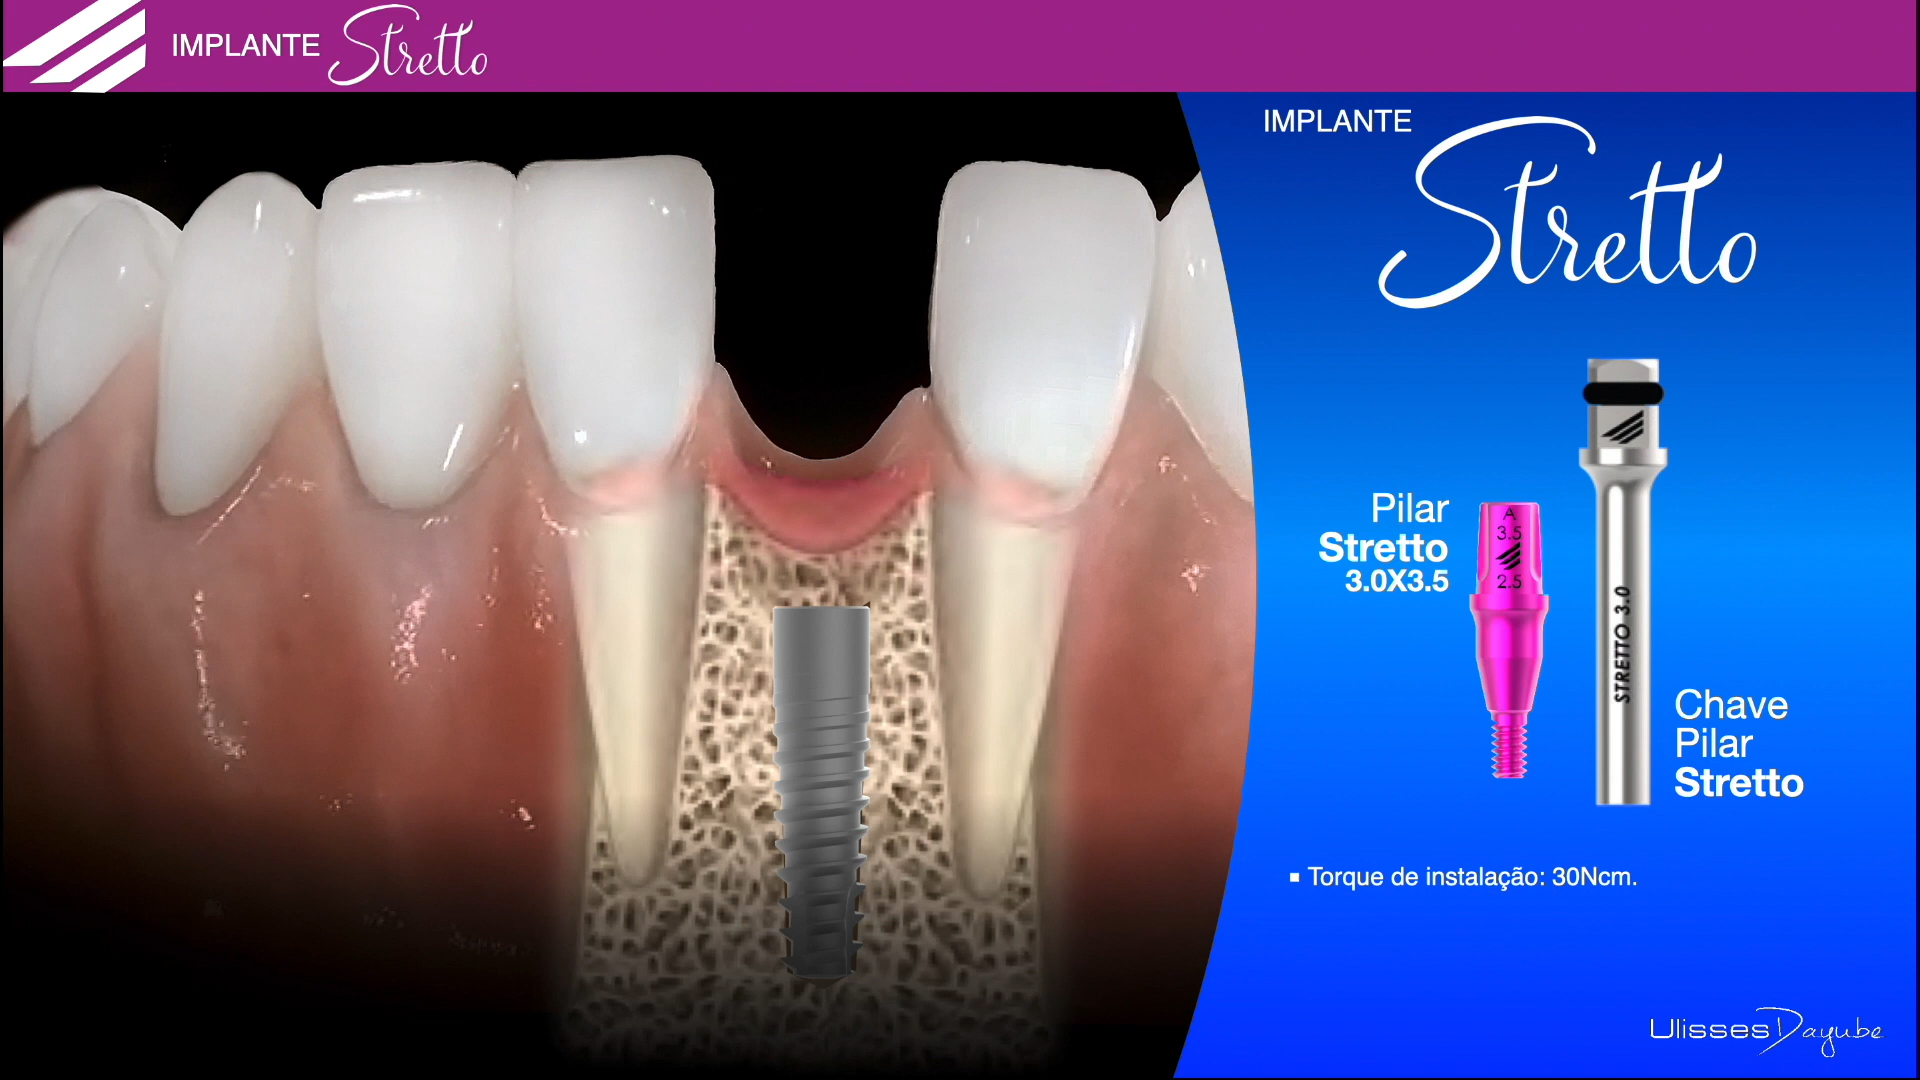 IMPLANTE Stretto
IMPLANTE
Stretto
Pilar
Stretto
3.0X3.5
A
3.5
2.5
STRETTO 3.0
Chave
Pilar
Stretto
▪ Torque de instalação: 30Ncm.
Ulisses Dayube